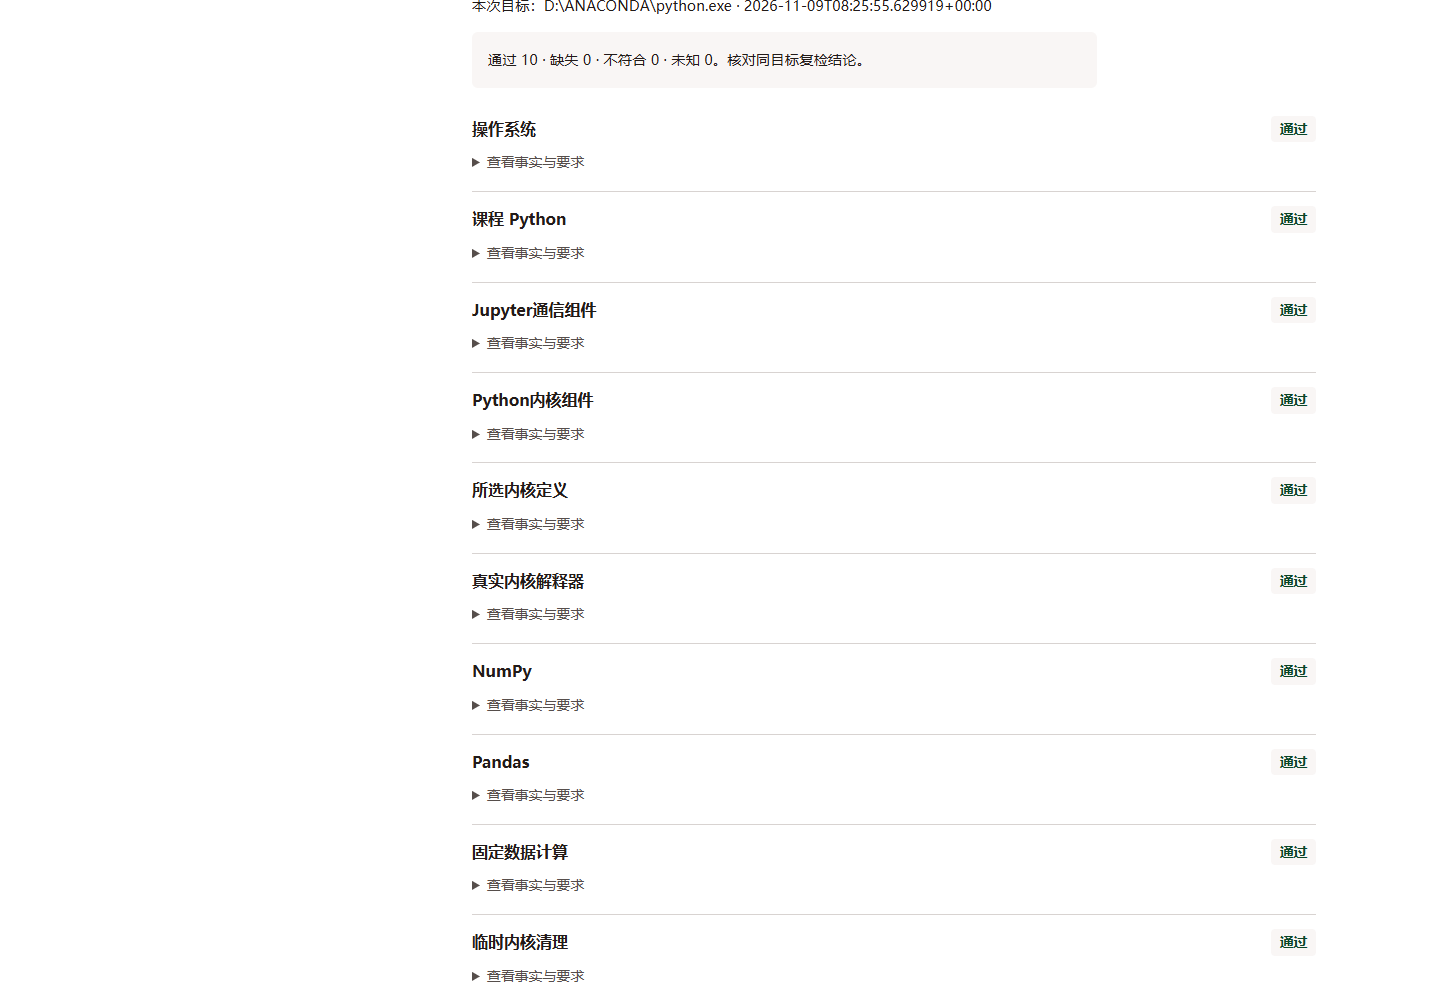 本次目标：D:\ANACONDA\python.exe · 2026-11-09T08:25:55.629919+00:00
通过 10 · 缺失 0 · 不符合 0 · 未知 0。核对同目标复检结论。
操作系统 通过
查看事实与要求
课程 Python 通过
查看事实与要求
Jupyter通信组件 通过
查看事实与要求
Python内核组件 通过
查看事实与要求
所选内核定义 通过
查看事实与要求
真实内核解释器 通过
查看事实与要求
NumPy 通过
查看事实与要求
Pandas 通过
查看事实与要求
固定数据计算 通过
查看事实与要求
临时内核清理 通过
查看事实与要求